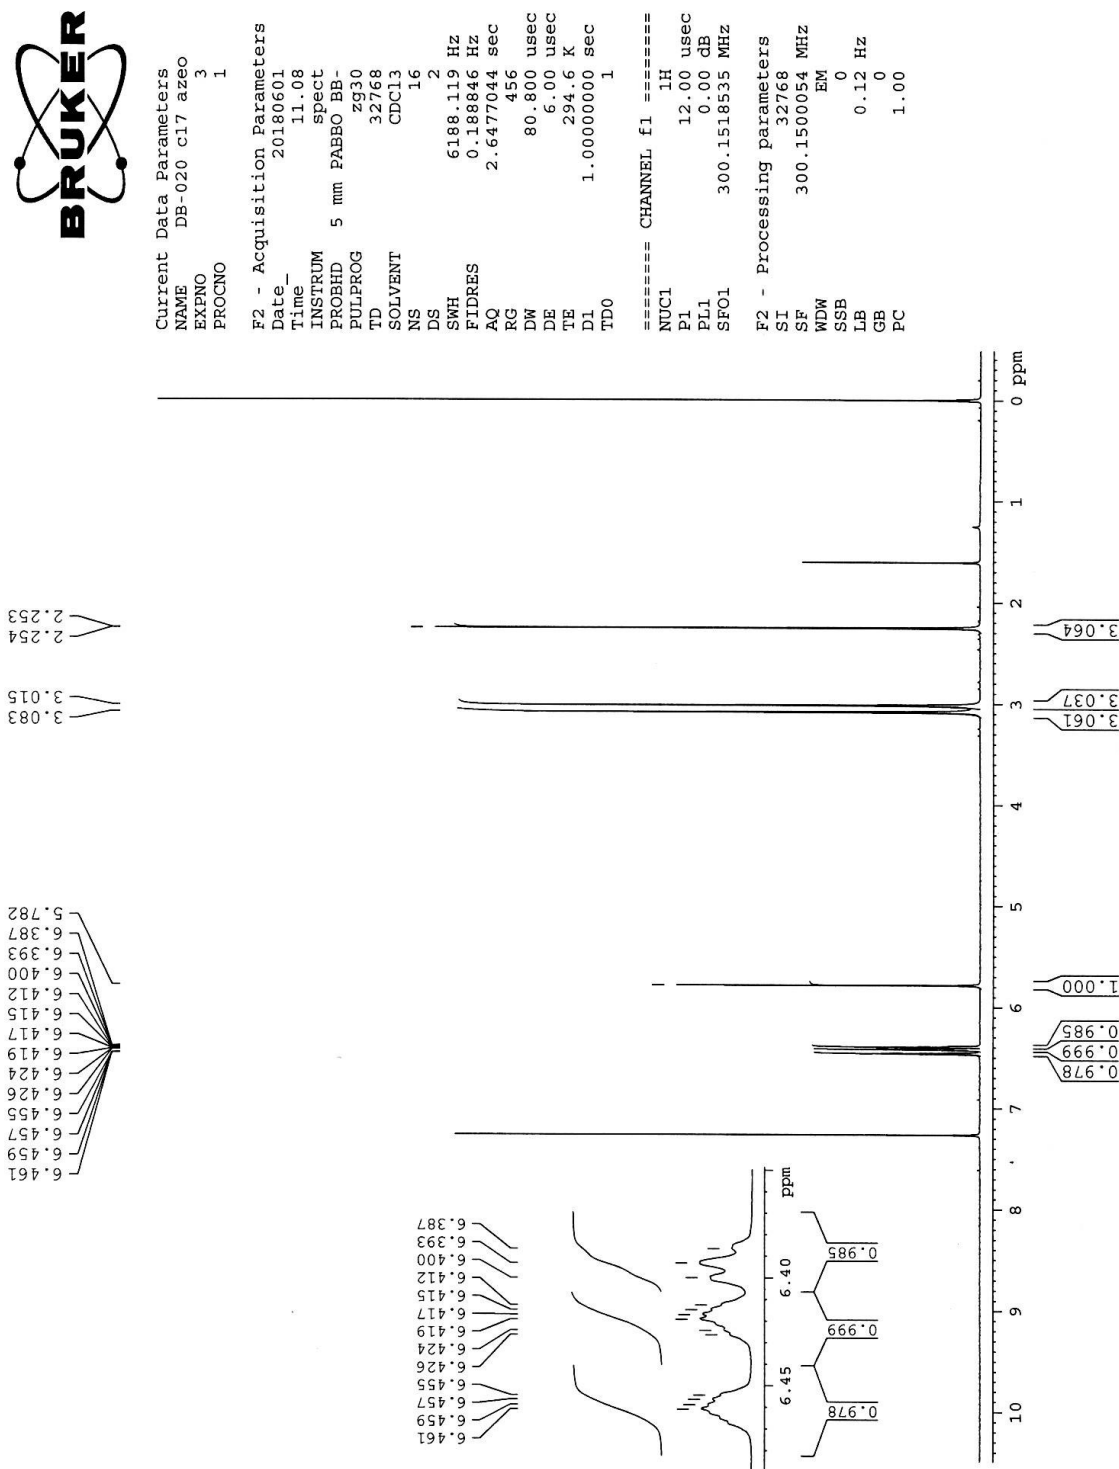 BRUKER
Current Data Parameters
NAME DB-020 c17 azeo
EXPNO 3
PROCNO 1
F2 - Acquisition Parameters
Date_ 20180601
Time 11.08
INSTRUM spect
PROBHD 5 mm PABBO BB-
PULPROG zg30
TD 32768
SOLVENT CDCl3
NS 16
DS 2
SWH 6188.119 Hz
FIDRES 0.188846 Hz
AQ 2.6477044 sec
RG 456
DW 80.800 usec
DE 6.00 usec
TE 294.6 K
D1 1.00000000 sec
TD0 1
======== CHANNEL f1 ========
NUC1 1H
P1 12.00 usec
PL1 0.00 dB
SFO1 300.1518535 MHz
F2 - Processing parameters
SI 32768
SF 300.1500054 MHz
WDW EM
SSB 0
LB 0.12 Hz
GB 0
PC 1.00
2.253
2.254
3.015
3.083
5.782
6.387
6.393
6.400
6.412
6.415
6.417
6.419
6.424
6.426
6.455
6.457
6.459
6.461
6.387
6.393
6.400
6.412
6.415
6.417
6.419
6.424
6.426
6.455
6.457
6.459
6.461
6.45 6.40 ppm
0.978
0.999
0.985
10 9 8 7 6 5 4 3 2 1 0 ppm
0.978
0.999
0.985
1.000
3.061
3.037
3.064